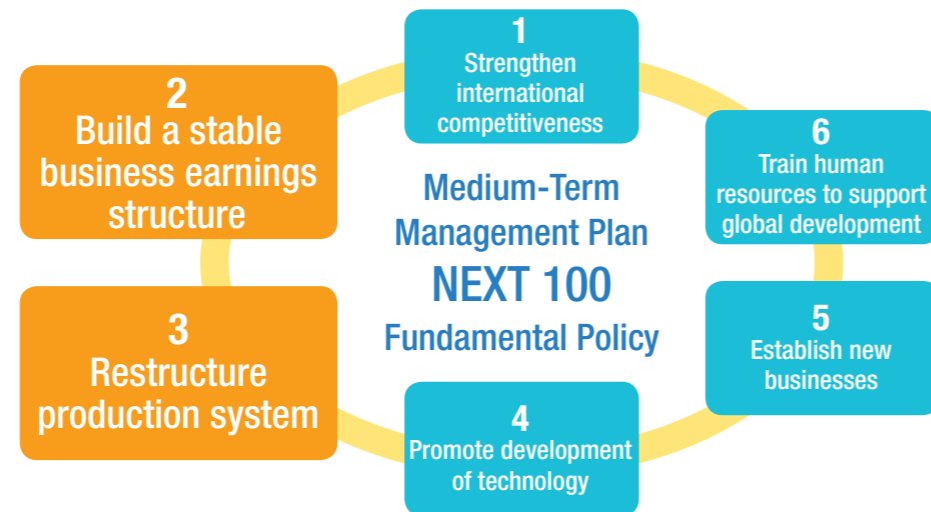 1
Strengthen
international
competitiveness
2
Build a stable
business earnings
structure
3
Restructure
production system
4
Promote development
of technology
5
Establish new
businesses
6
Train human
resources to support
global development
Medium-Term
Management Plan
NEXT 100
Fundamental Policy